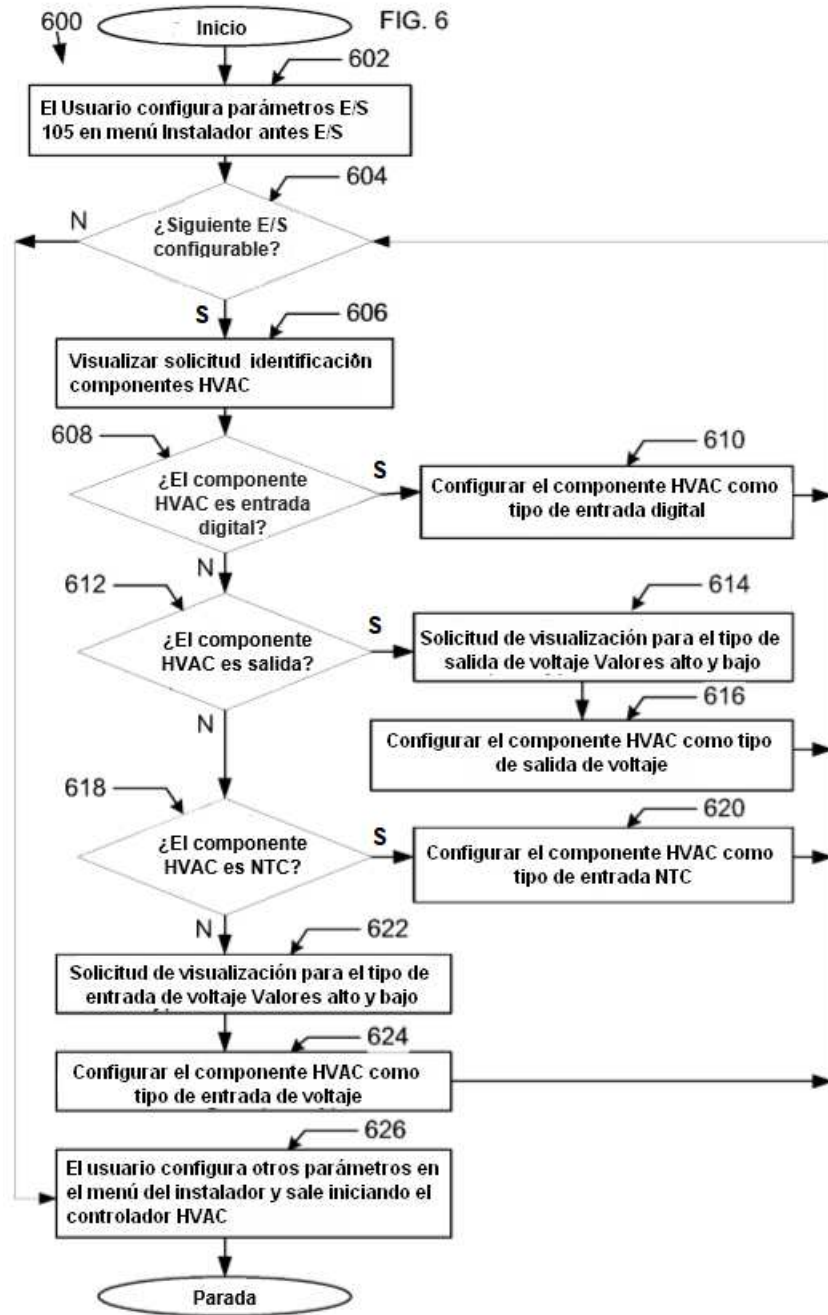 600
Inicio
FIG. 6
602
El Usuario configura parámetros E/S
105 en menú Instalador antes E/S
604
N
¿Siguiente E/S
configurable?
S
606
Visualizar solicitud identificación
componentes HVAC
608
¿El componente
HVAC es entrada
digital?
S
610
Configurar el componente HVAC como
tipo de entrada digital
N
612
¿El componente
HVAC es salida?
S
614
Solicitud de visualización para el tipo de
salida de voltaje Valores alto y bajo
616
Configurar el componente HVAC como tipo
de salida de voltaje
N
618
¿El componente
HVAC es NTC?
S
620
Configurar el componente HVAC como
tipo de entrada NTC
N
622
Solicitud de visualización para el tipo de
entrada de voltaje Valores alto y bajo
624
Configurar el componente HVAC como
tipo de entrada de voltaje
626
El usuario configura otros parámetros en
el menú del instalador y sale iniciando el
controlador HVAC
Parada